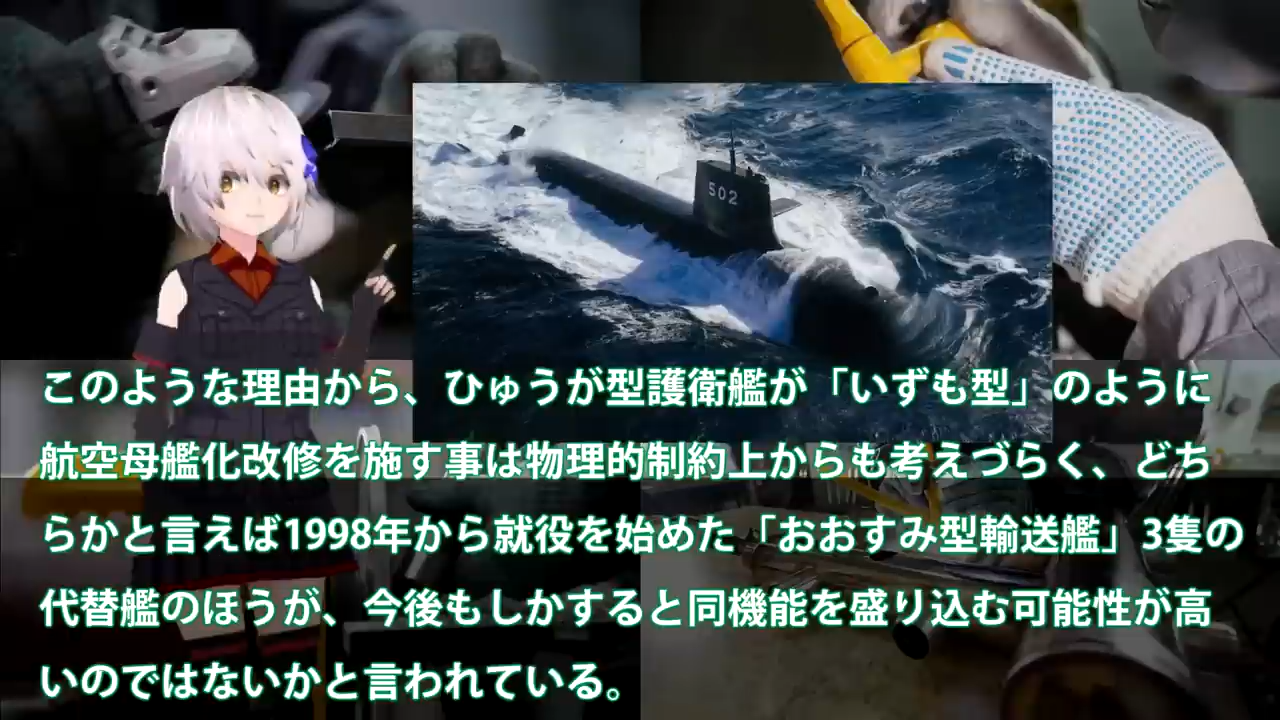 502
このような理由から、ひゅうが型護衛艦が「いずも型」のように
航空母艦化改修を施す事は物理的制約上からも考えづらく、どち
らかと言えば1998年から就役を始めた「おおすみ型輸送艦」3隻の
代替艦のほうが、今後もしかすると同機能を盛り込む可能性が高
いのではないかと言われている。